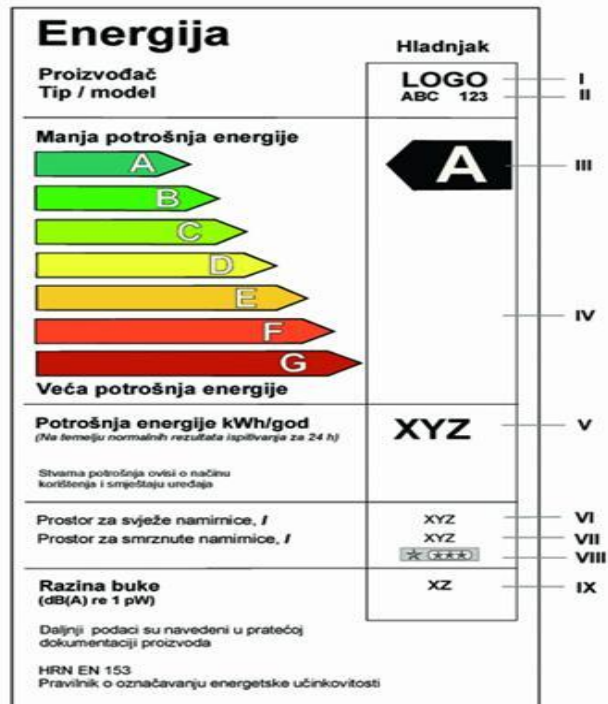 Energija
Hladnjak
Proizvođač
LOGO
I
Tip / model
ABC 123
II
Manja potrošnja energije
A
A
III
B
C
D
E
IV
F
G
Veća potrošnja energije
Potrošnja energije kWh/god
XYZ
V
(Na temelju normalnih rezultata ispitivanja za 24 h)
Stvarna potrošnja ovisi o načinu
korištenja i smještaju uređaja
Prostor za svježe namirnice, l
XYZ
VI
Prostor za smrznute namirnice, l
XYZ
VII
VIII
Razina buke
XZ
IX
(dB(A) re 1 pW)
Daljnji podaci su navedeni u pratećoj
dokumentaciji proizvoda
HRN EN 153
Pravilnik o označavanju energetske učinkovitosti